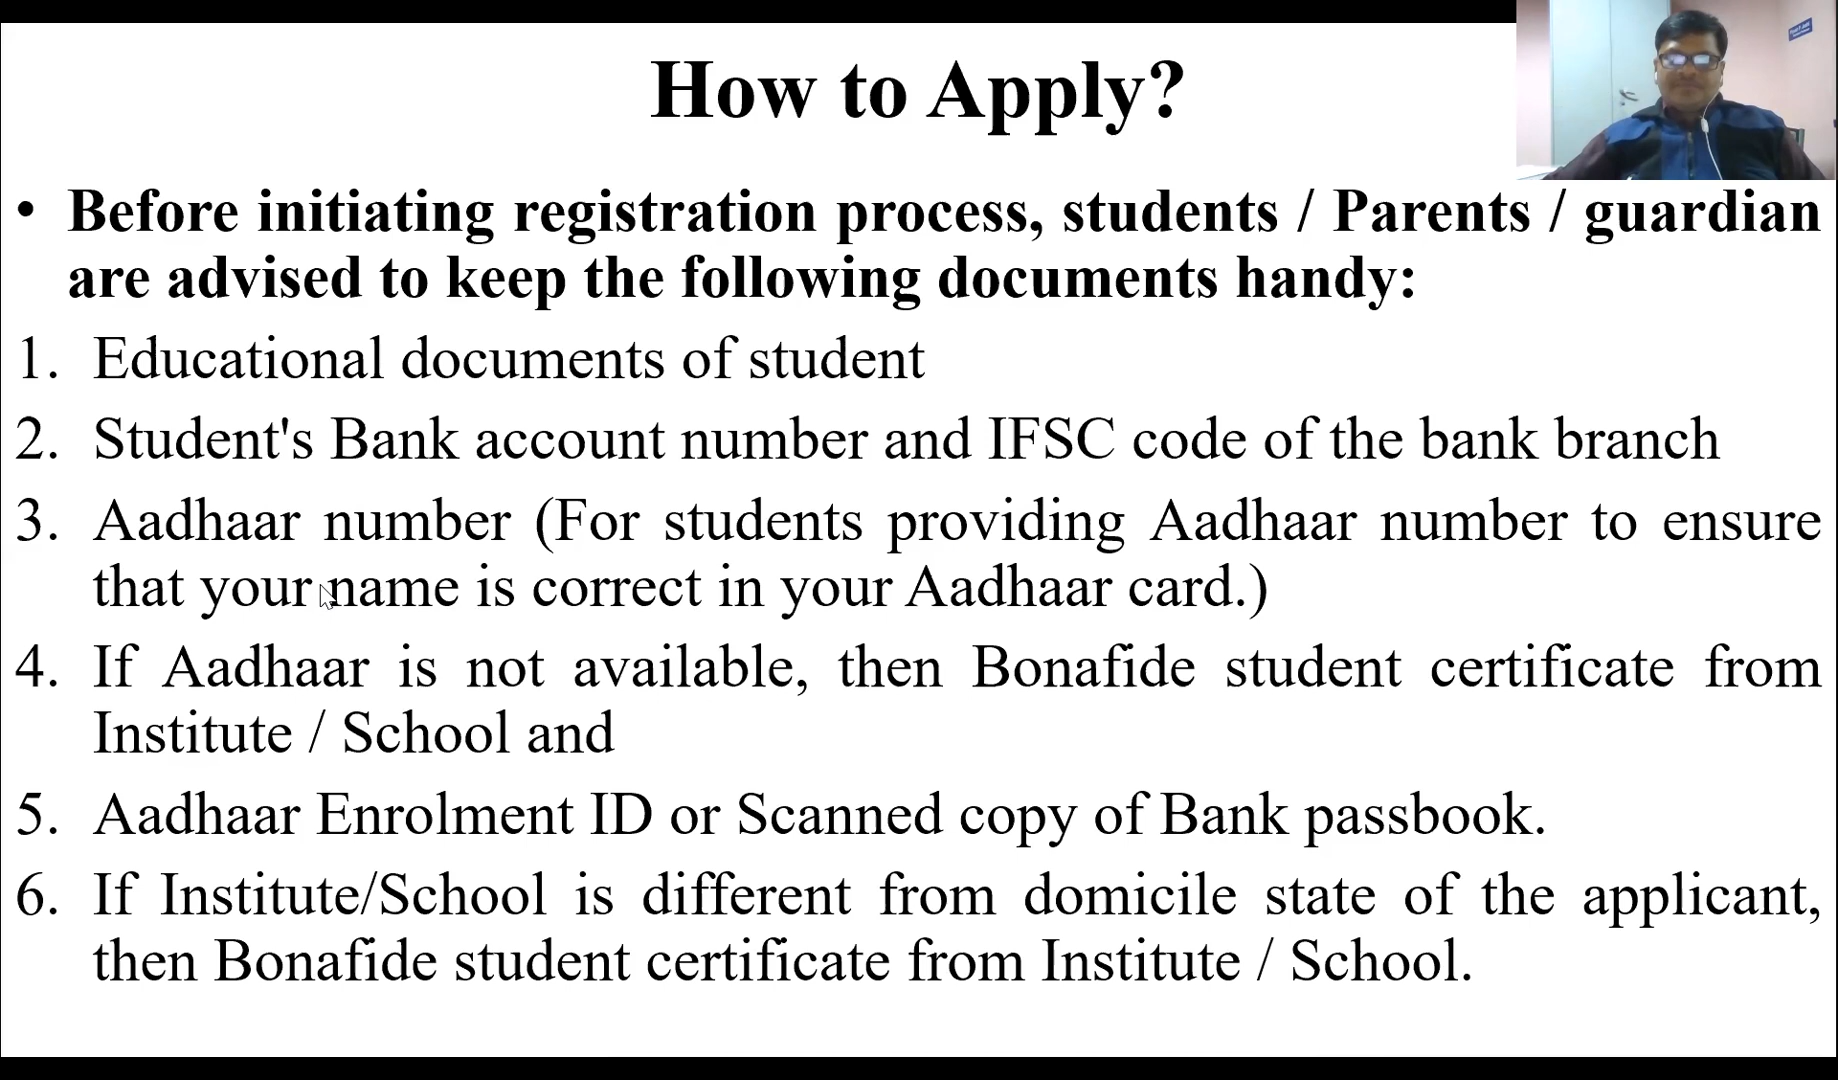 How to Apply?
• Before initiating registration process, students / Parents / guardian
are advised to keep the following documents handy:
1. Educational documents of student
2. Student's Bank account number and IFSC code of the bank branch
3. Aadhaar number (For students providing Aadhaar number to ensure
that your name is correct in your Aadhaar card.)
4. If Aadhaar is not available, then Bonafide student certificate from
Institute / School and
5. Aadhaar Enrolment ID or Scanned copy of Bank passbook.
6. If Institute/School is different from domicile state of the applicant,
then Bonafide student certificate from Institute / School.